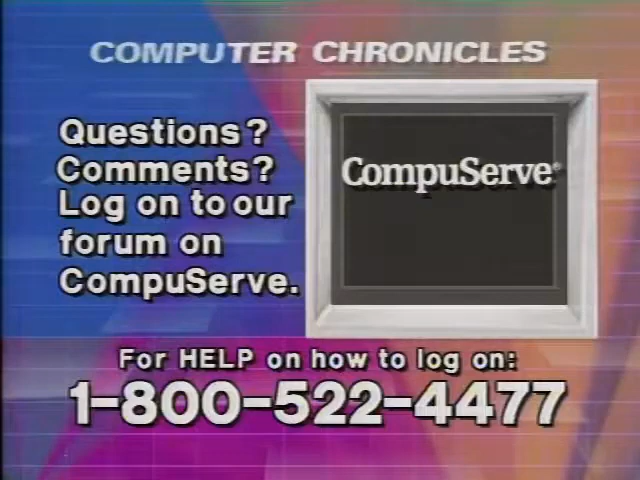 COMPUTER CHRONICLES
Questions?
Comments?
Log on to our
forum on
CompuServe.
CompuServe®
For HELP on how to log on:
1-800-522-4477